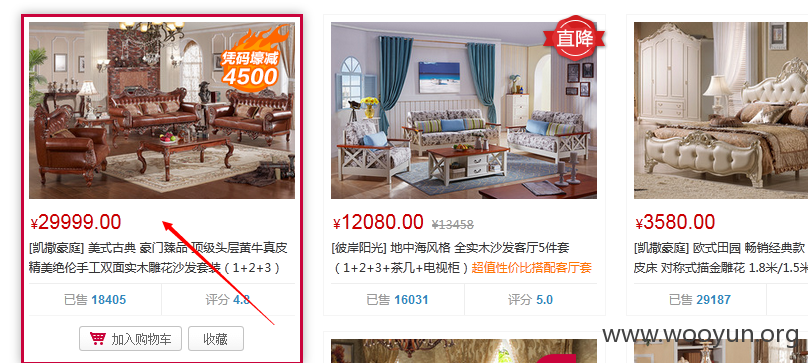 凭码壕减
4500
¥29999.00
[凯撒豪庭] 美式古典 豪门臻品 顶级头层黄牛真皮
精美绝伦手工双面实木雕花沙发套装（1+2+3）
已售 18405
评分 4.8
加入购物车
收藏
直降
¥12080.00 ¥13458
[彼岸阳光] 地中海风格 全实木沙发客厅5件套
（1+2+3+茶几+电视柜）超值性价比搭配客厅套
已售 16031
评分 5.0
¥3580.00
[凯撒豪庭] 欧式田园 畅销经典款
皮床 对称式描金雕花 1.8米/1.5米
已售 29187
www.wooyun.org